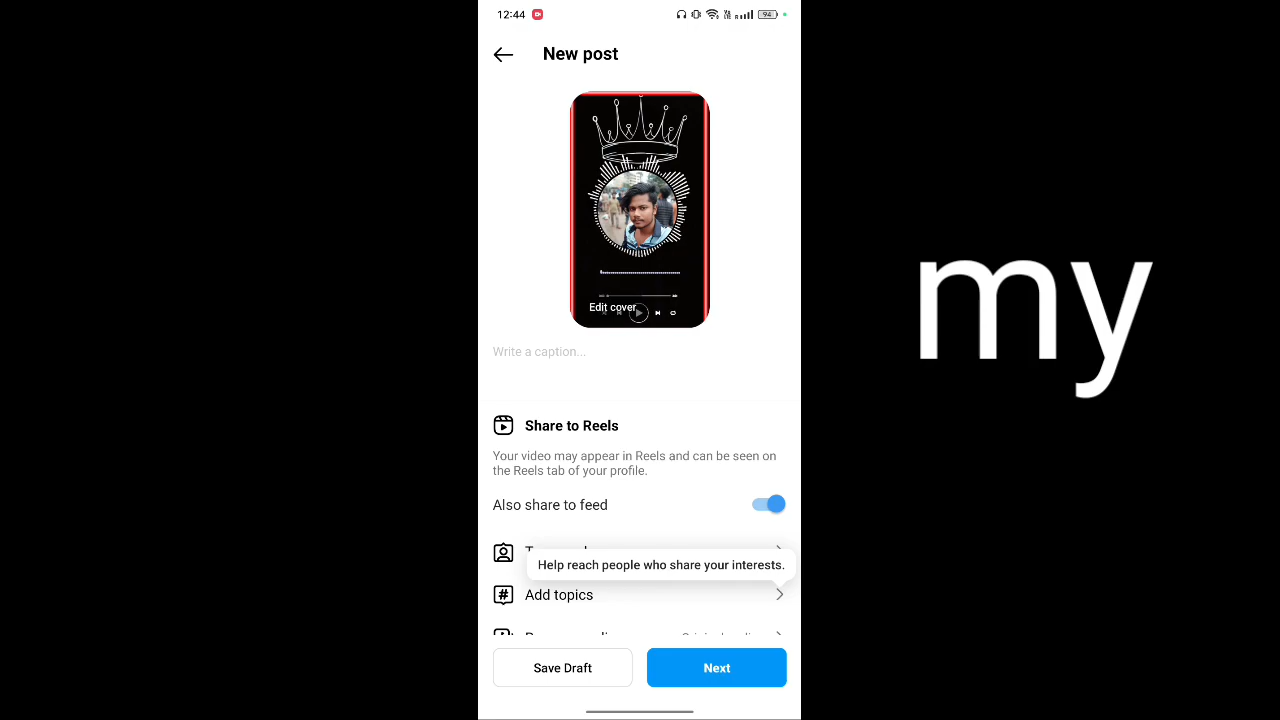 12:44
94
New post
Edit cover
Write a caption...
Share to Reels
Your video may appear in Reels and can be seen on
the Reels tab of your profile.
Also share to feed
Help reach people who share your interests.
Add topics
Save Draft
Next
my